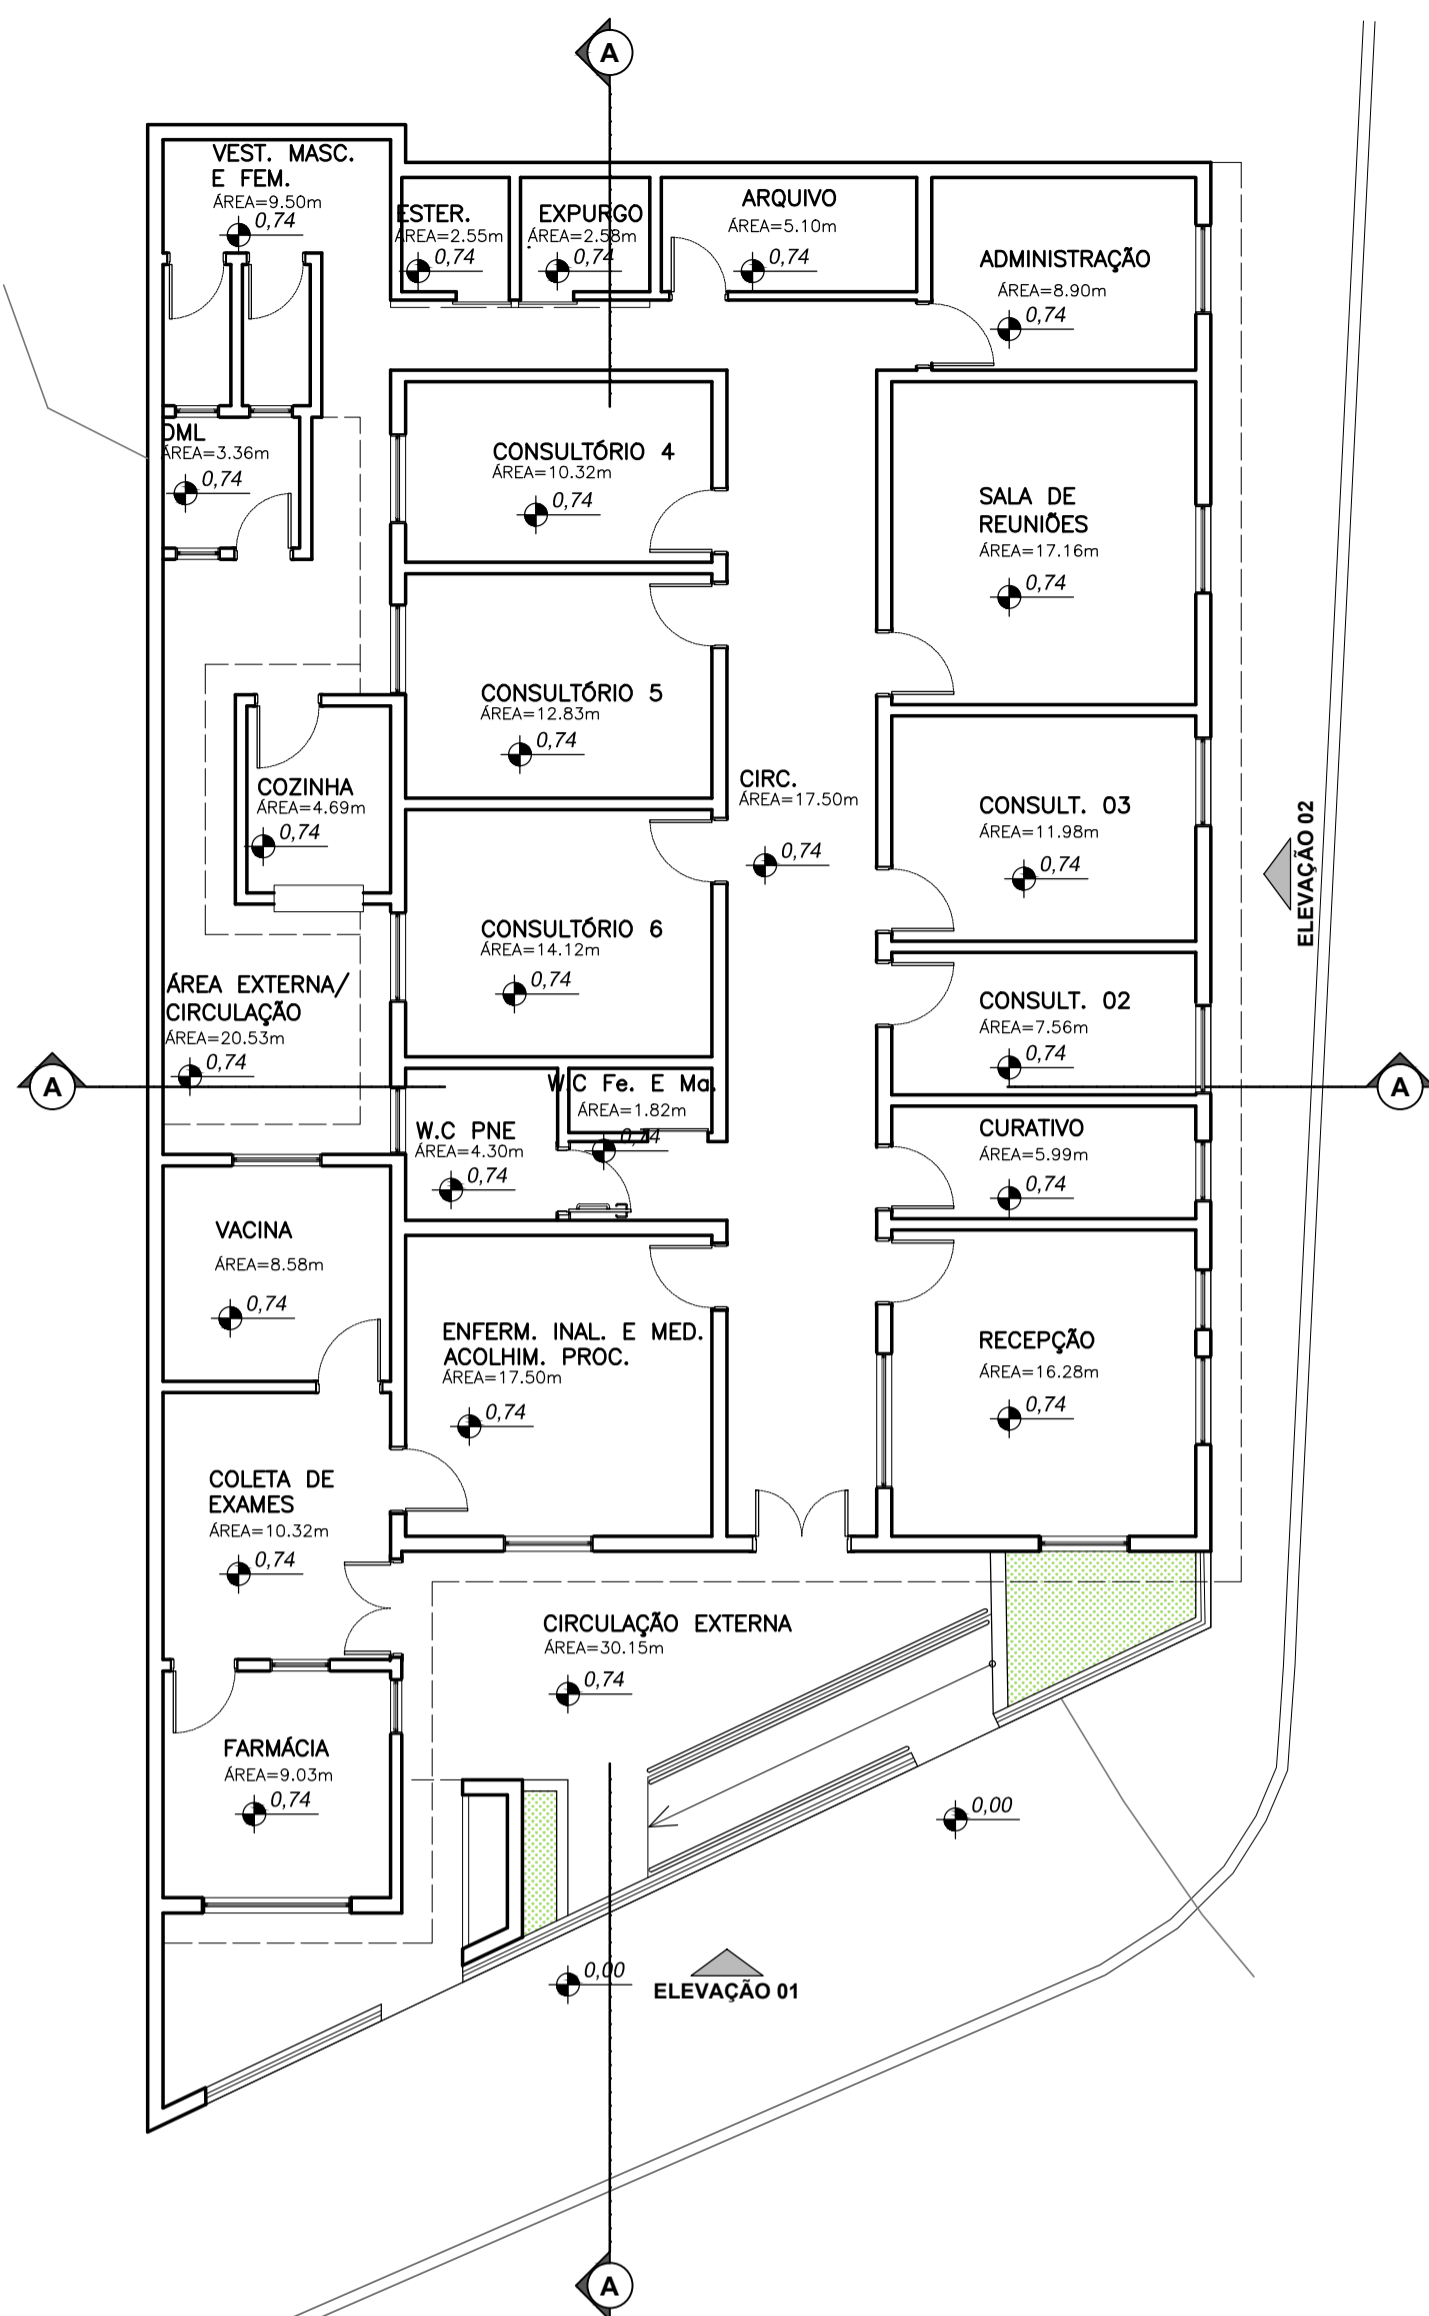 A
VEST. MASC.
E FEM.
ÁREA=9.50m
0,74
ESTER.
ÁREA=2.55m
0,74
EXPURGO
ÁREA=2.58m
0,74
ARQUIVO
ÁREA=5.10m
0,74
ADMINISTRAÇÃO
ÁREA=8.90m
0,74
DML
ÁREA=3.36m
0,74
CONSULTÓRIO 4
ÁREA=10.32m
0,74
SALA DE
REUNIÕES
ÁREA=17.16m
0,74
CONSULTÓRIO 5
ÁREA=12.83m
0,74
COZINHA
ÁREA=4.69m
0,74
CIRC.
ÁREA=17.50m
0,74
CONSULT. 03
ÁREA=11.98m
0,74
ELEVAÇÃO 02
CONSULTÓRIO 6
ÁREA=14.12m
0,74
ÁREA EXTERNA/
CIRCULAÇÃO
ÁREA=20.53m
0,74
CONSULT. 02
ÁREA=7.56m
0,74
A
A
W.C Fe. E Ma.
ÁREA=1.82m
0,74
W.C PNE
ÁREA=4.30m
0,74
CURATIVO
ÁREA=5.99m
0,74
VACINA
ÁREA=8.58m
0,74
ENFERM. INAL. E MED.
ACOLHIM. PROC.
ÁREA=17.50m
0,74
RECEPÇÃO
ÁREA=16.28m
0,74
COLETA DE
EXAMES
ÁREA=10.32m
0,74
CIRCULAÇÃO EXTERNA
ÁREA=30.15m
0,74
FARMÁCIA
ÁREA=9.03m
0,74
0,00
0,00
ELEVAÇÃO 01
A